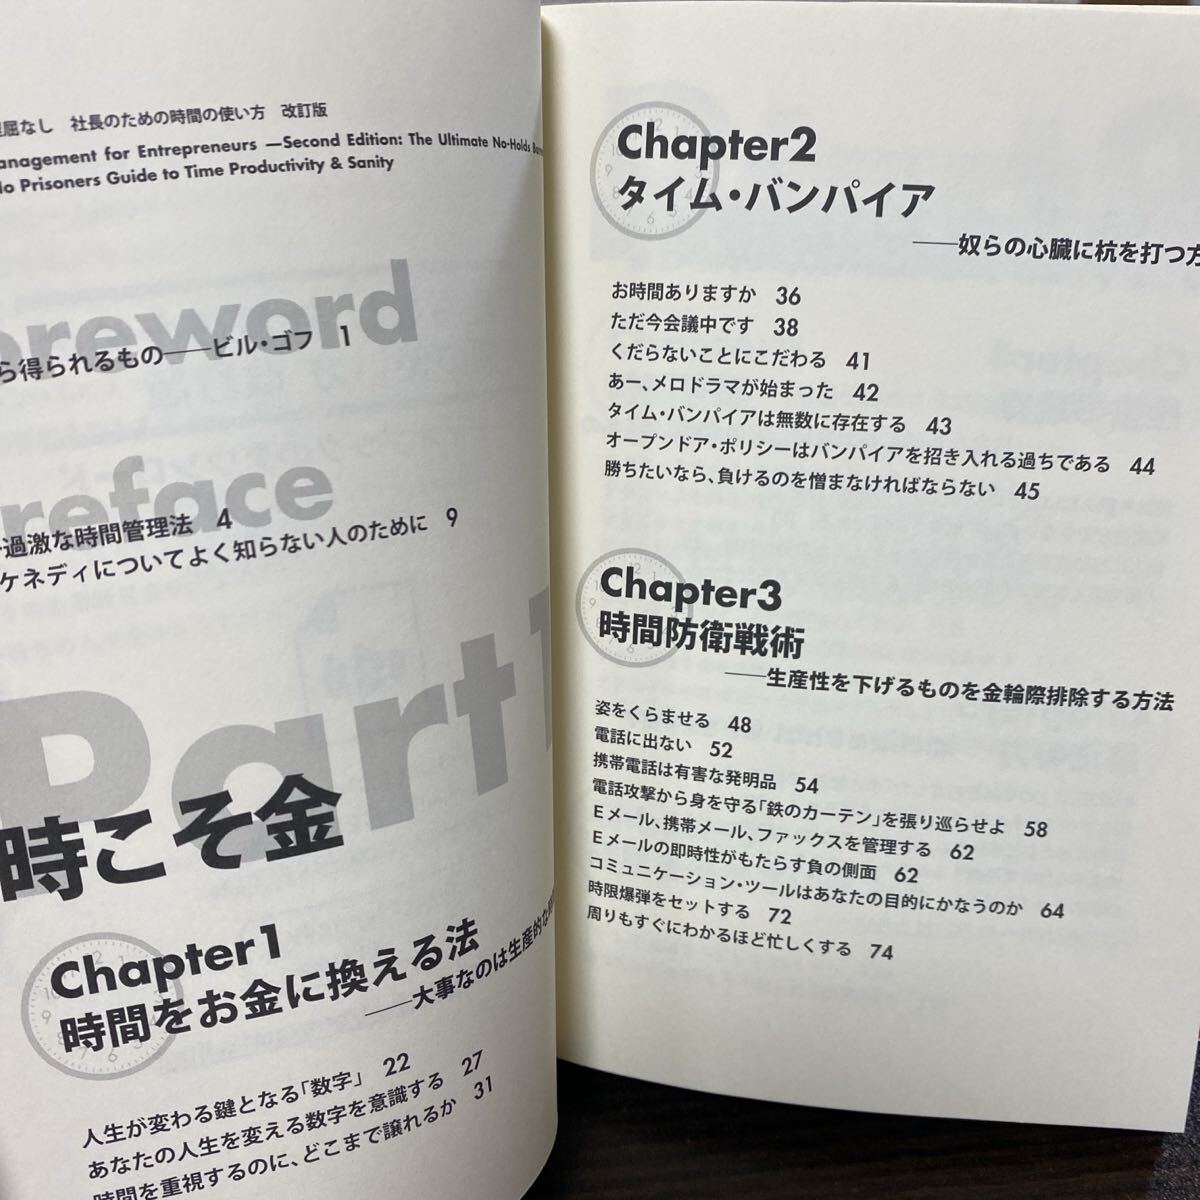 屈なし 社長のための時間の使い方 改訂版
anagement for Entrepreneurs —Second Edition: The Ultimate No-Holds
No Prisoners Guide to Time Productivity & Sanity
oreword
ら得られるもの——ビル・ゴフ 1
reface
過激な時間管理法 4
ケネディについてよく知らない人のために 9
Part1
時こそ金
Chapter1
時間をお金に換える法
——大事なのは生産的な
人生が変わる鍵となる「数字」 22
あなたの人生を変える数字を意識する 27
時間を重視するのに、どこまで譲れるか 31
Chapter2
タイム・バンパイア
——奴らの心臓に杭を打つ方
お時間ありますか 36
ただ今会議中です 38
くだらないことにこだわる 41
あー、メロドラマが始まった 42
タイム・バンパイアは無数に存在する 43
オープンドア・ポリシーはバンパイアを招き入れる過ちである 44
勝ちたいなら、負けるのを憎まなければならない 45
Chapter3
時間防衛戦術
——生産性を下げるものを金輪際排除する方法
姿をくらませる 48
電話に出ない 52
携帯電話は有害な発明品 54
電話攻撃から身を守る「鉄のカーテン」を張り巡らせよ 58
Eメール、携帯メール、ファックスを管理する 62
Eメールの即時性がもたらす負の側面 62
コミュニケーション・ツールはあなたの目的にかなうのか 64
時限爆弾をセットする 72
周りもすぐにわかるほど忙しくする 74